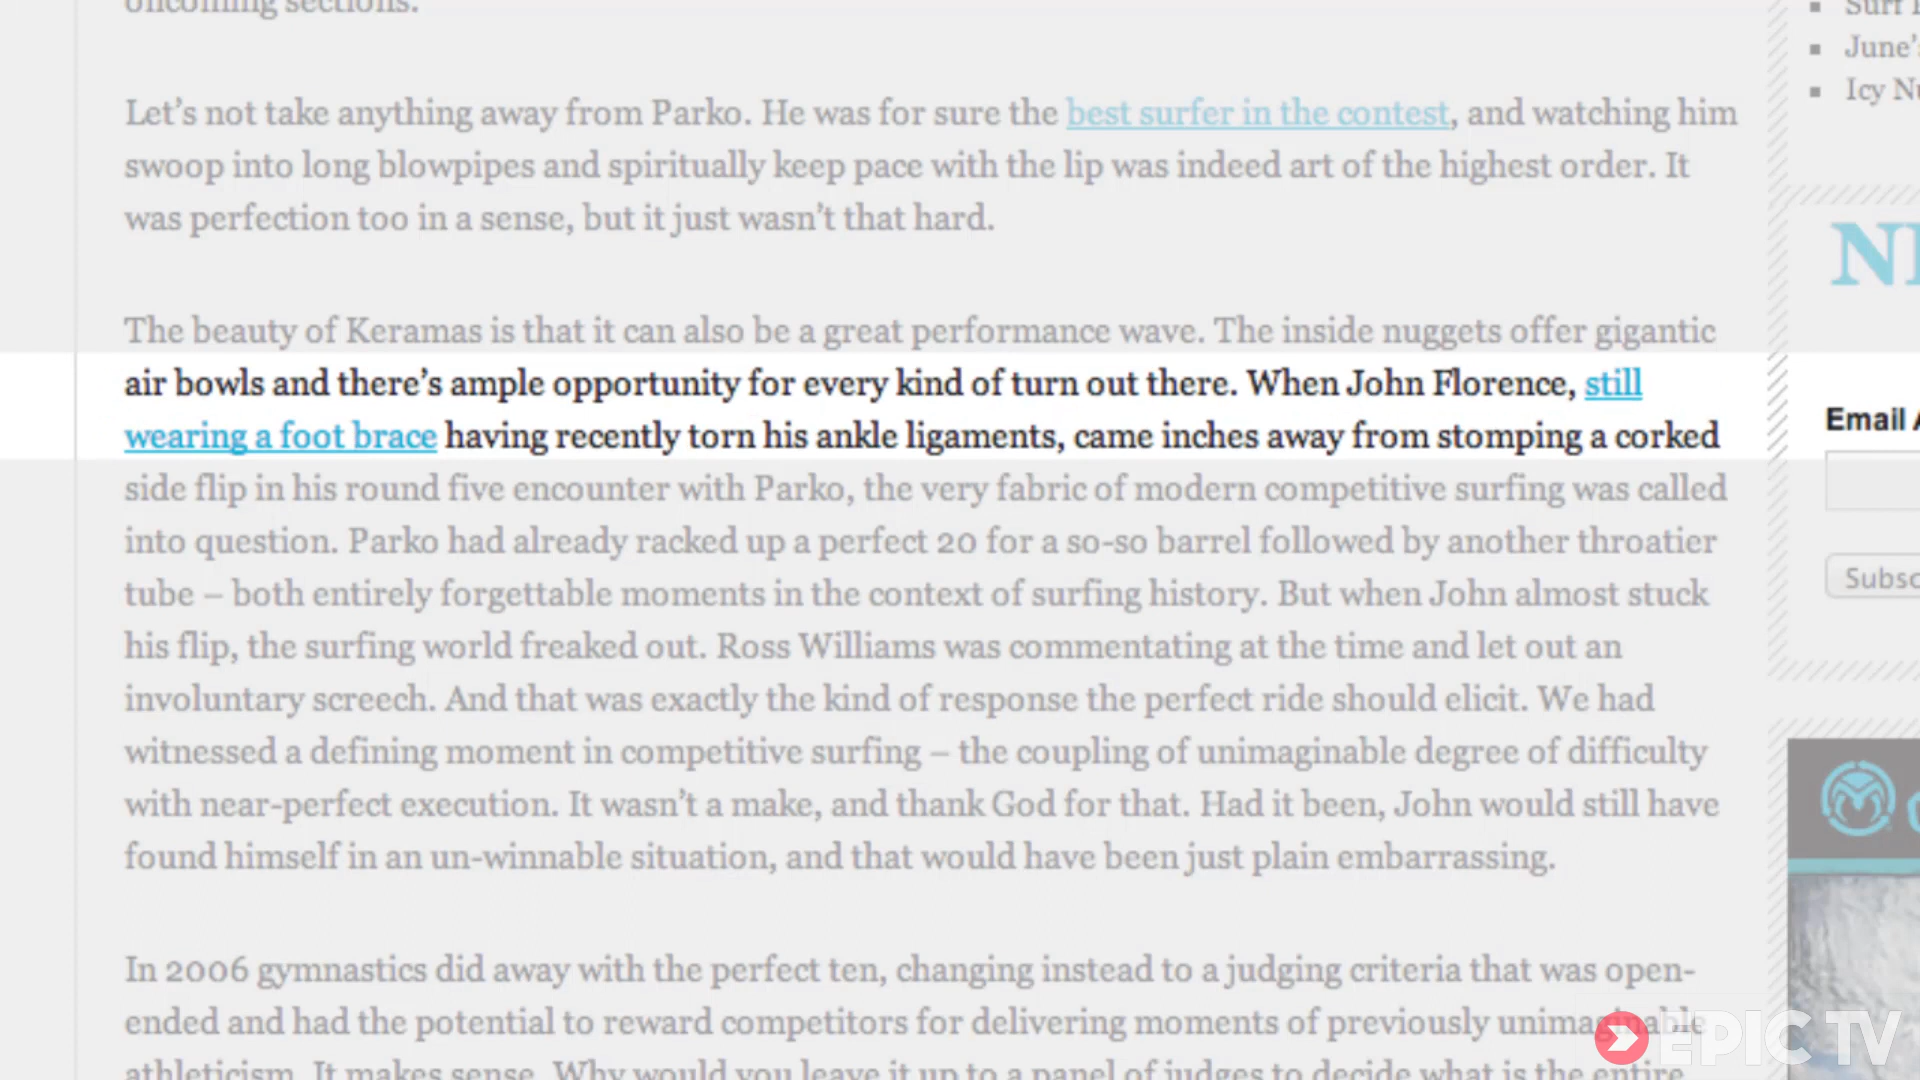 oncoming sections.
Let's not take anything away from Parko. He was for sure the best surfer in the contest, and watching him
swoop into long blowpipes and spiritually keep pace with the lip was indeed art of the highest order. It
was perfection too in a sense, but it just wasn't that hard.
The beauty of Keramas is that it can also be a great performance wave. The inside nuggets offer gigantic
air bowls and there's ample opportunity for every kind of turn out there. When John Florence, still
wearing a foot brace having recently torn his ankle ligaments, came inches away from stomping a corked
side flip in his round five encounter with Parko, the very fabric of modern competitive surfing was called
into question. Parko had already racked up a perfect 20 for a so-so barrel followed by another throatier
tube – both entirely forgettable moments in the context of surfing history. But when John almost stuck
his flip, the surfing world freaked out. Ross Williams was commentating at the time and let out an
involuntary screech. And that was exactly the kind of response the perfect ride should elicit. We had
witnessed a defining moment in competitive surfing – the coupling of unimaginable degree of difficulty
with near-perfect execution. It wasn't a make, and thank God for that. Had it been, John would still have
found himself in an un-winnable situation, and that would have been just plain embarrassing.
In 2006 gymnastics did away with the perfect ten, changing instead to a judging criteria that was open-
ended and had the potential to reward competitors for delivering moments of previously unimaginable
athleticism. It makes sense. Why would you leave it up to a panel of judges to decide what is the entire
Surf
June's
Icy
Email
EPIC TV